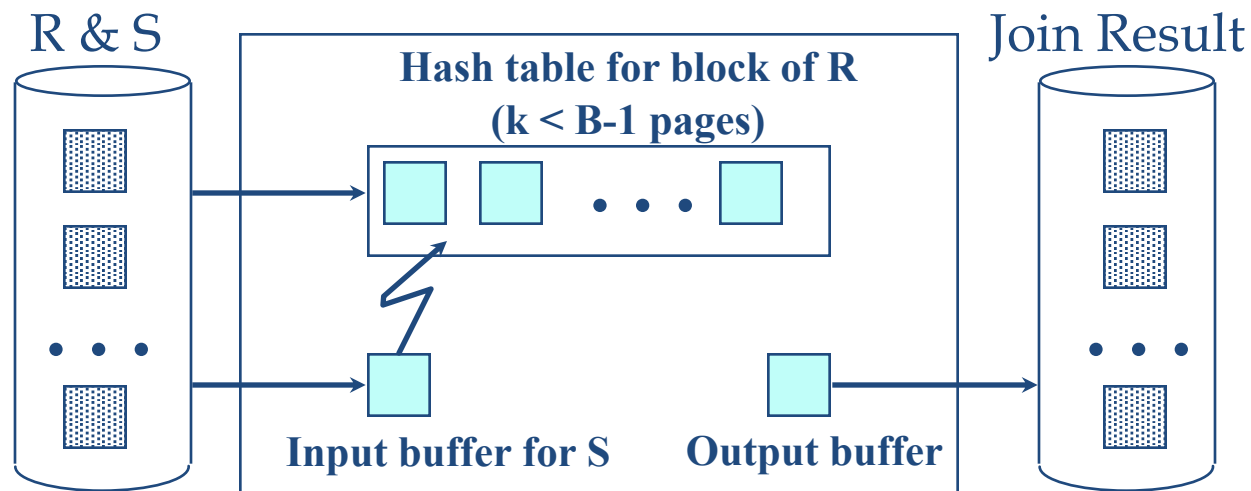 R & S
Join Result
Hash table for block of R
(k < B-1 pages)
• • •
• • •
• • •
Input buffer for S
Output buffer